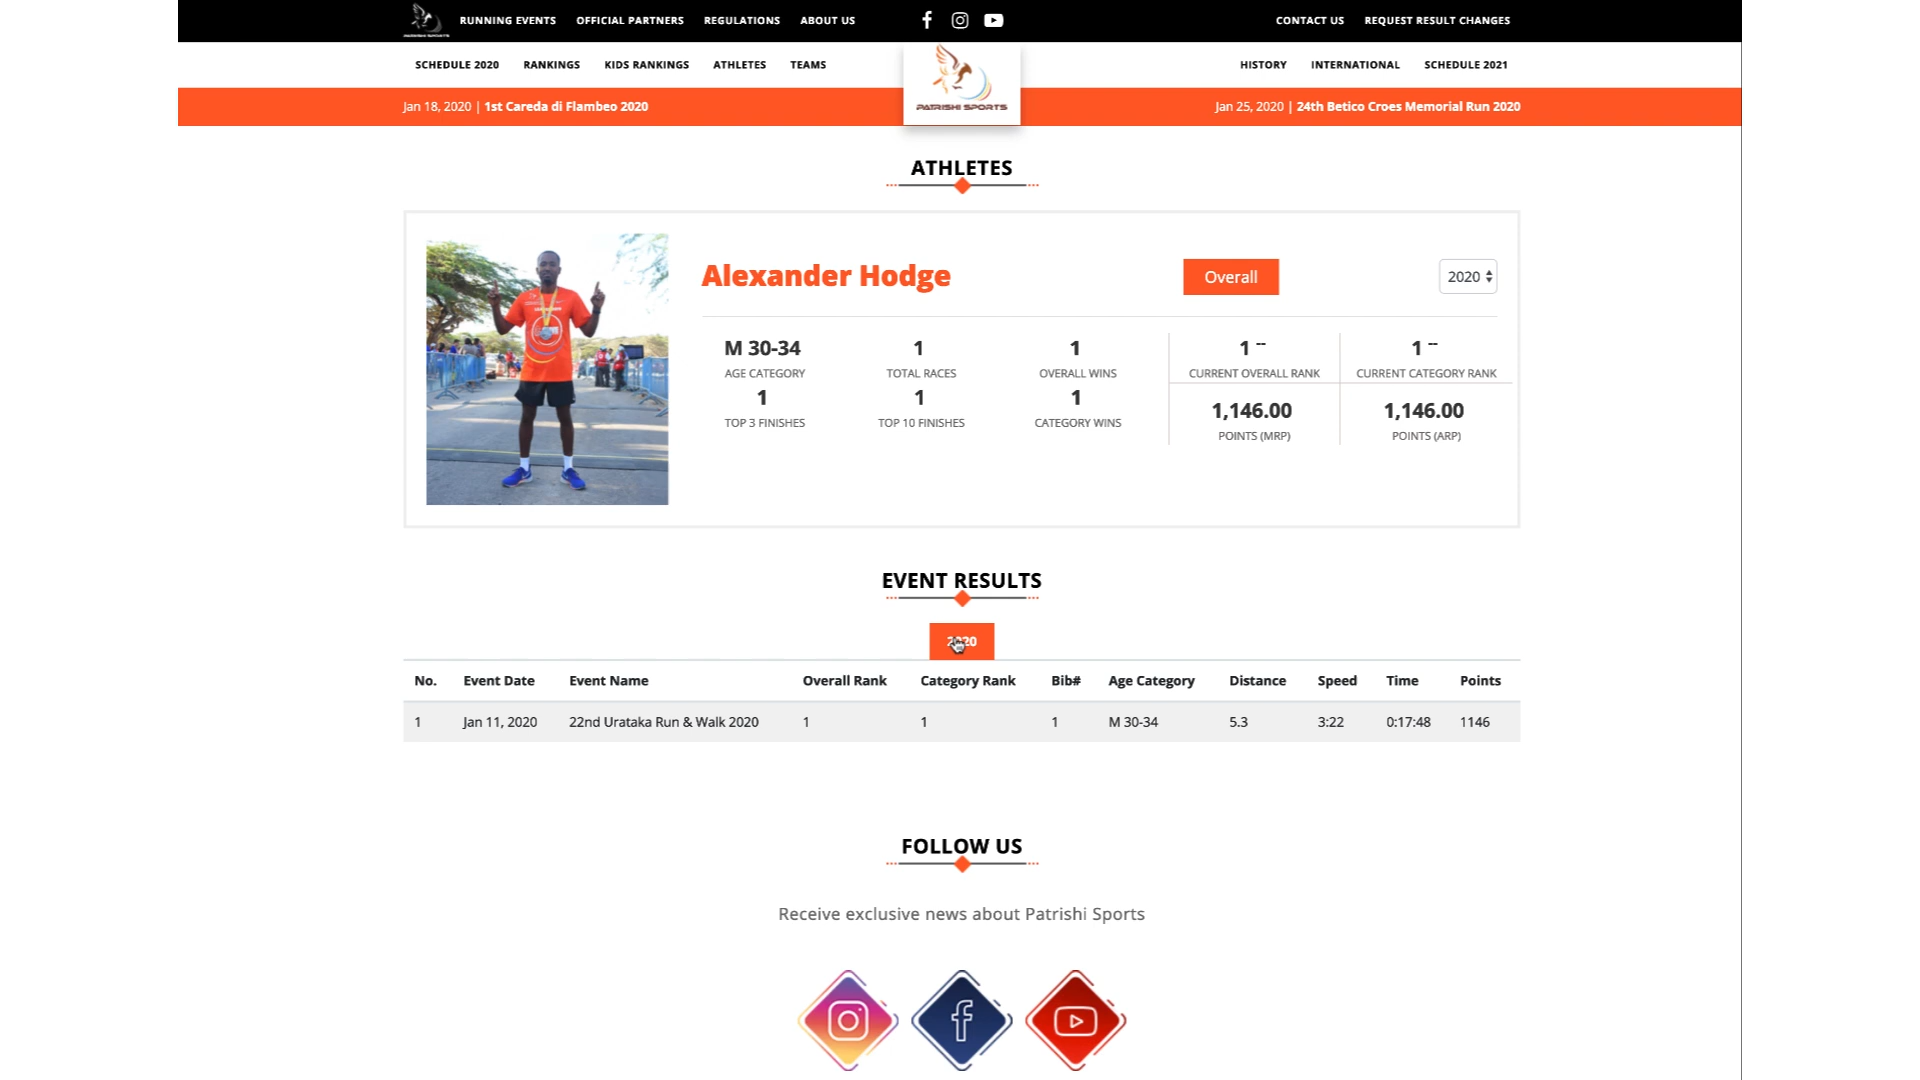 RUNNING EVENTS OFFICIAL PARTNERS REGULATIONS ABOUT US CONTACT US REQUEST RESULT CHANGES
SCHEDULE 2020 RANKINGS KIDS RANKINGS ATHLETES TEAMS HISTORY INTERNATIONAL SCHEDULE 2021
PATRISHI SPORTS
Jan 18, 2020 | 1st Careda di Flambeo 2020 Jan 25, 2020 | 24th Betico Croes Memorial Run 2020
ATHLETES
Alexander Hodge Overall 2020
M 30-34 1 1 1 -- 1 --
AGE CATEGORY TOTAL RACES OVERALL WINS CURRENT OVERALL RANK CURRENT CATEGORY RANK
1 1 1 1,146.00 1,146.00
TOP 3 FINISHES TOP 10 FINISHES CATEGORY WINS POINTS (MRP) POINTS (ARP)
EVENT RESULTS
No. Event Date Event Name Overall Rank Category Rank Bib# Age Category Distance Speed Time Points
1 Jan 11, 2020 22nd Urataka Run & Walk 2020 1 1 1 M 30-34 5.3 3:22 0:17:48 1146
FOLLOW US
Receive exclusive news about Patrishi Sports